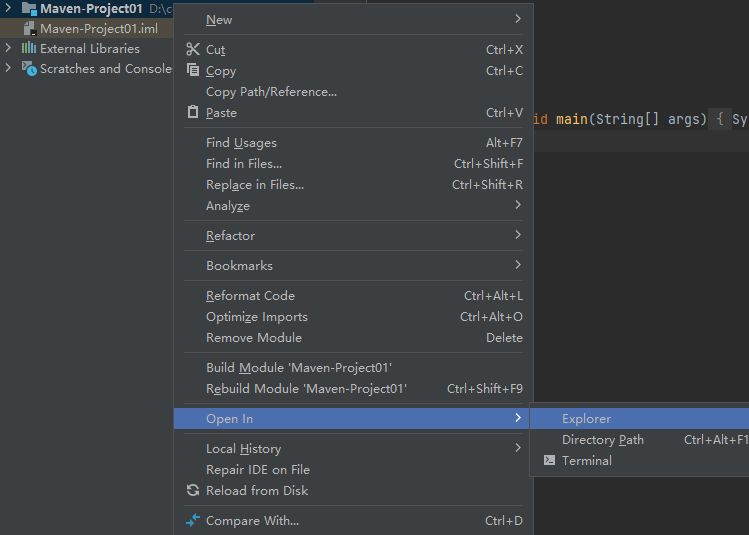 Maven-Project01 D:\c
Maven-Project01.iml
External Libraries
Scratches and Console
New
Cut Ctrl+X
Copy Ctrl+C
Copy Path/Reference...
Paste Ctrl+V
Find Usages Alt+F7
Find in Files... Ctrl+Shift+F
Replace in Files... Ctrl+Shift+R
Analyze
Refactor
Bookmarks
Reformat Code Ctrl+Alt+L
Optimize Imports Ctrl+Alt+O
Remove Module Delete
Build Module 'Maven-Project01'
Rebuild Module 'Maven-Project01' Ctrl+Shift+F9
Open In
Local History
Repair IDE on File
Reload from Disk
Compare With... Ctrl+D
Explorer
Directory Path Ctrl+Alt+F1
Terminal
id main(String[] args) { Sy